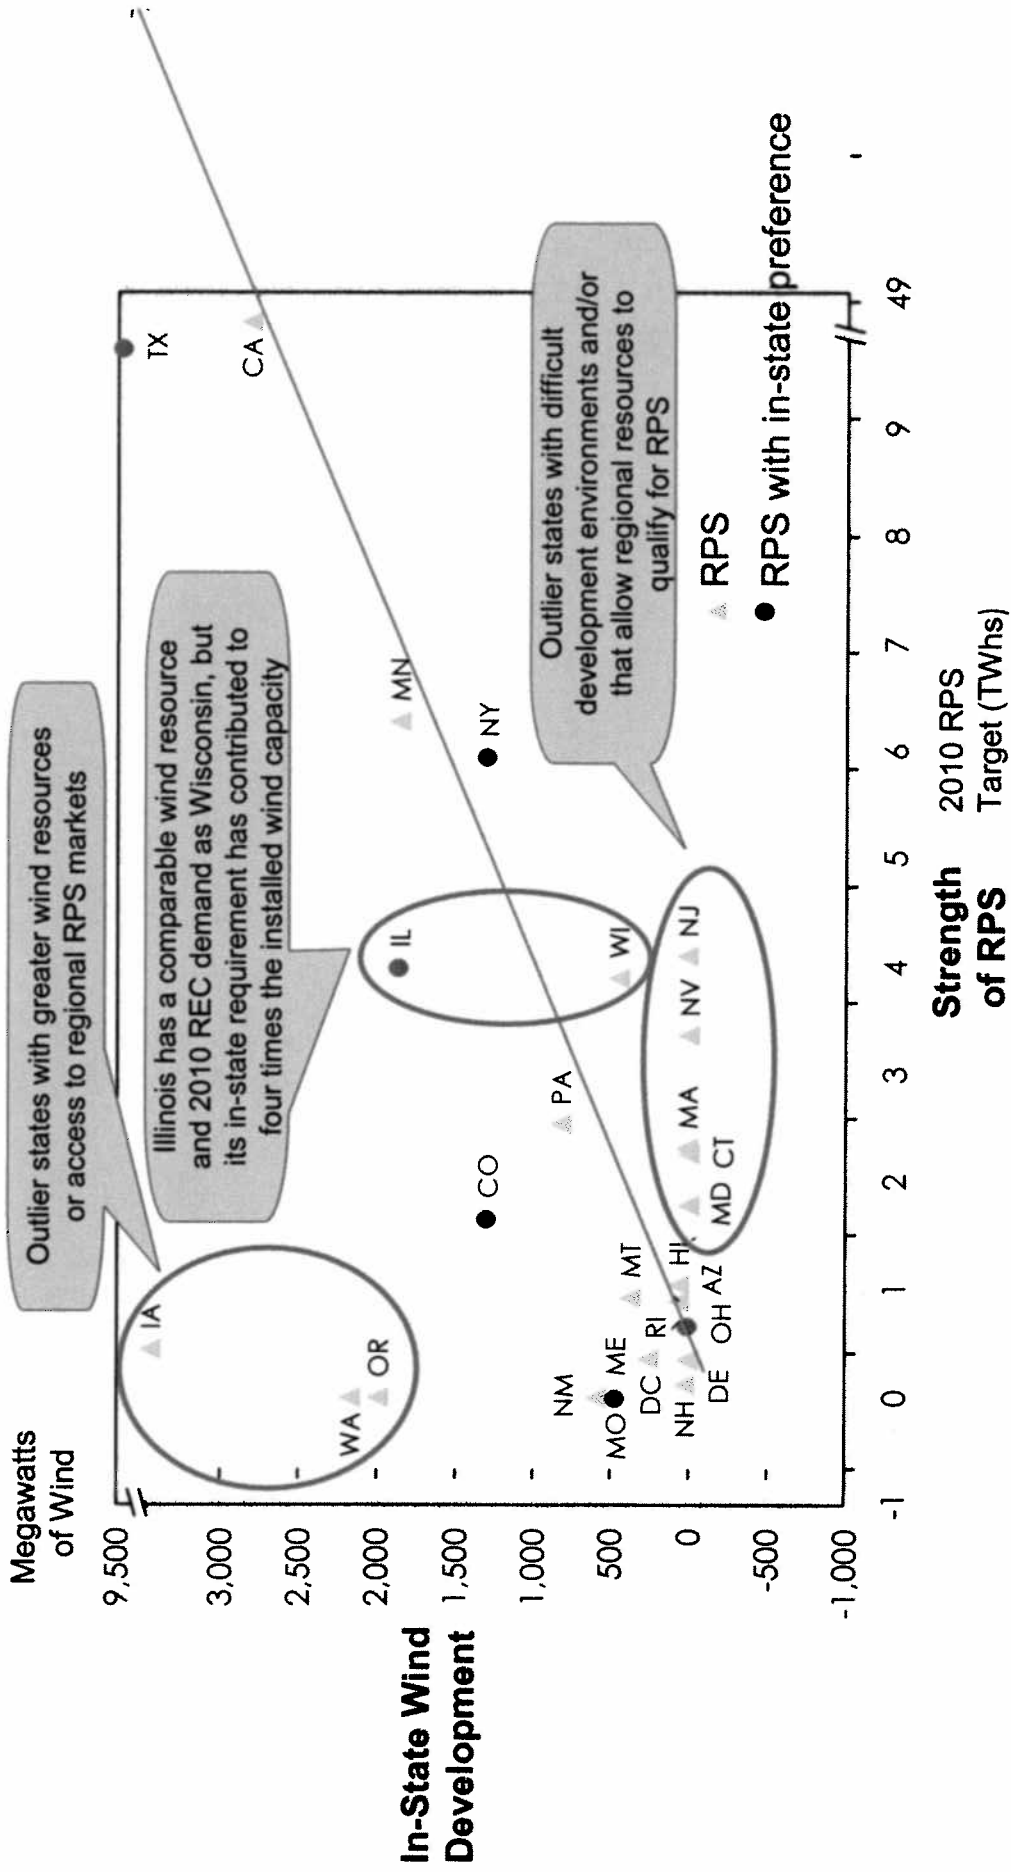 Megawatts
of Wind
Outlier states with greater wind resources
or access to regional RPS markets
Illinois has a comparable wind resource
and 2010 REC demand as Wisconsin, but
its in-state requirement has contributed to
four times the installed wind capacity
Outlier states with difficult
development environments and/or
that allow regional resources to
qualify for RPS
In-State Wind
Development
9,500
3,000
2,500
2,000
1,500
1,000
500
0
-500
-1,000
IA
WA
OR
TX
CA
MN
IL
NY
CO
PA
WI
NM
MO
ME
MT
DC
RI
NH
HI
DE
OH
AZ
MA
NV
NJ
MD CT
RPS
RPS with in-state preference
-1
0
1
2
3
4
5
6
7
8
9
49
Strength
of RPS
2010 RPS
Target (TWhs)